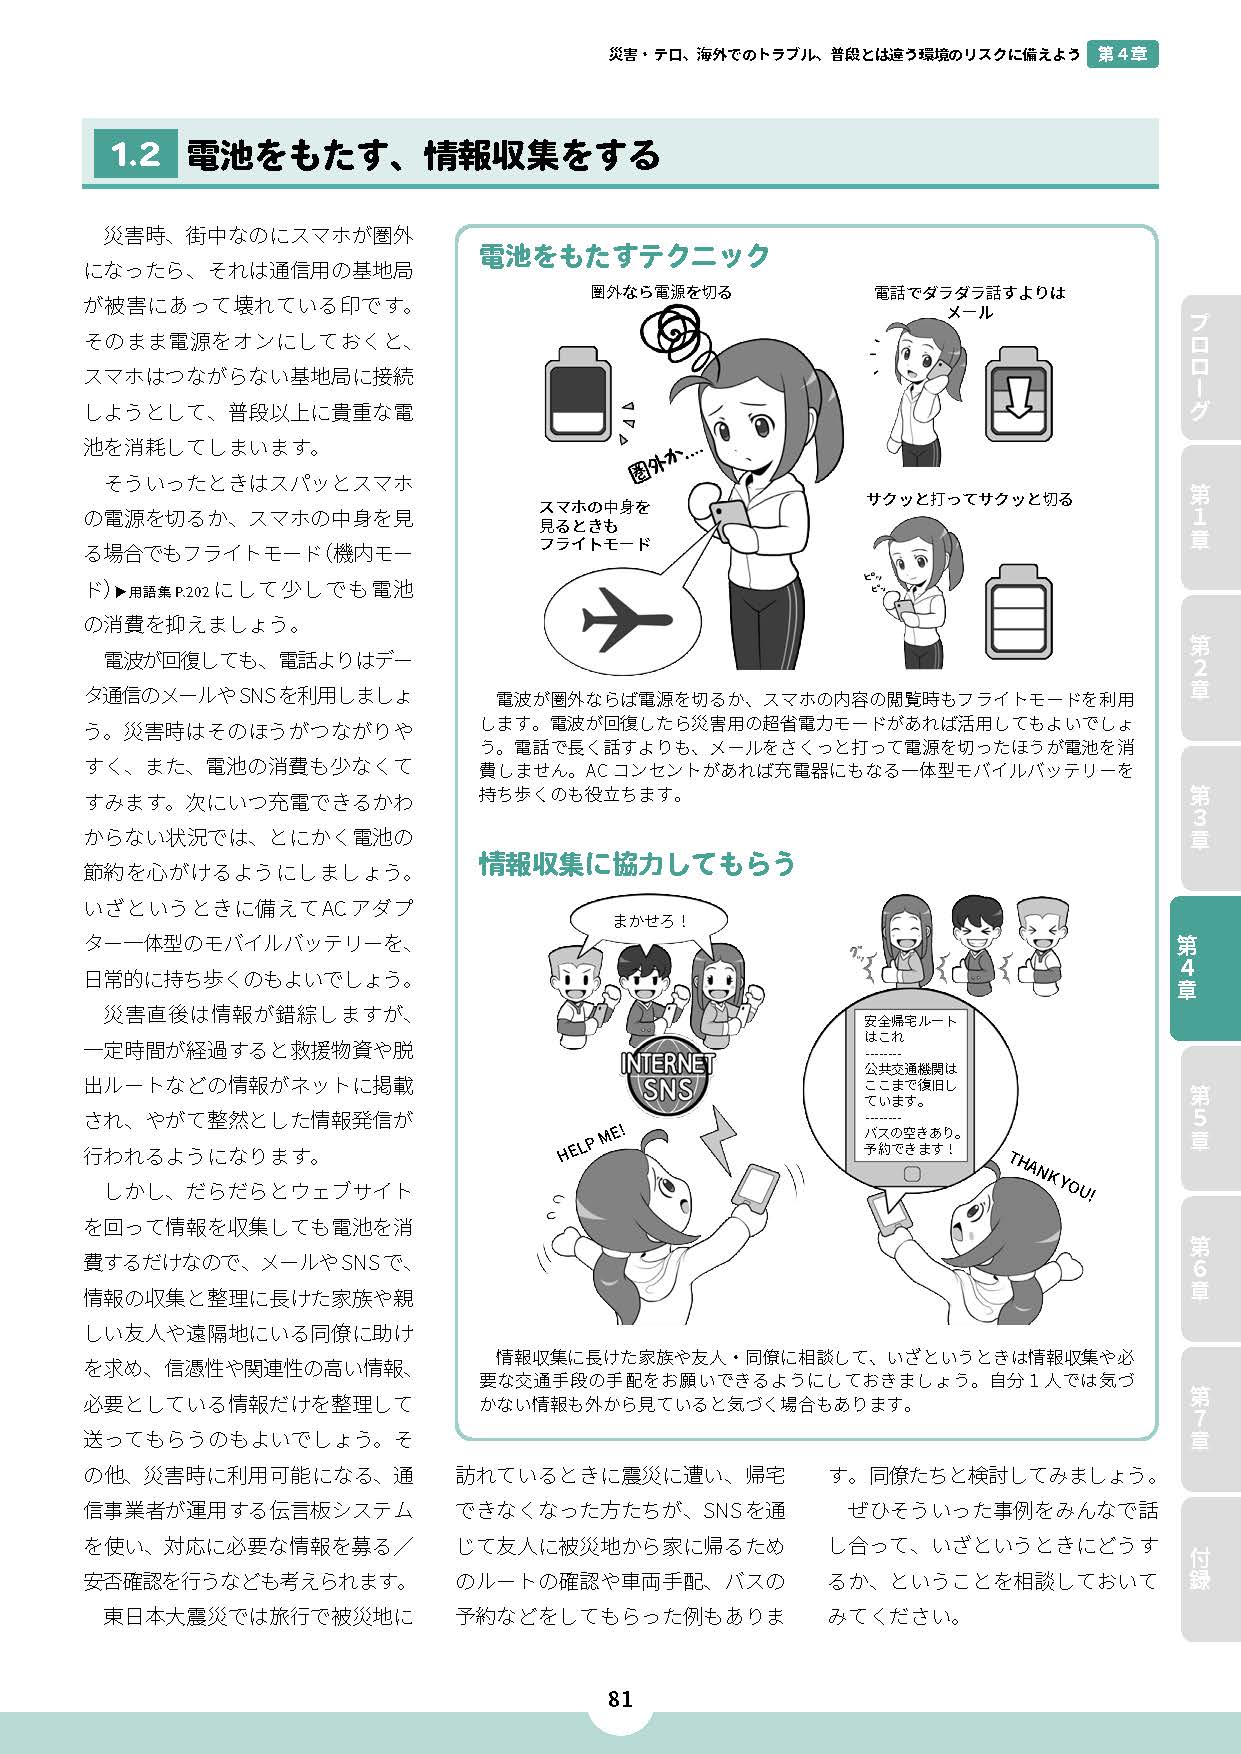 災害・テロ、海外でのトラブル、普段とは違う環境のリスクに備えよう 第4章
1.2 電池をもたす、情報収集をする
災害時、街中なのにスマホが圏外
になったら、それは通信用の基地局
が被害にあって壊れている印です。
そのまま電源をオンにしておくと、
スマホはつながらない基地局に接続
しようとして、普段以上に貴重な電
池を消耗してしまいます。
そういったときはスパッとスマホ
の電源を切るか、スマホの中身を見
る場合でもフライトモード(機内モー
ド)▶用語集P.202にして少しでも電池
の消費を抑えましょう。
電波が回復しても、電話よりはデー
タ通信のメールやSNSを利用しましょ
う。災害時はそのほうがつながりや
すく、また、電池の消費も少なくて
すみます。次にいつ充電できるかわ
からない状況では、とにかく電池の
節約を心がけるようにしましょう。
いざというときに備えてACアダプ
ター一体型のモバイルバッテリーを、
日常的に持ち歩くのもよいでしょう。
災害直後は情報が錯綜しますが、
一定時間が経過すると救援物資や脱
出ルートなどの情報がネットに掲載
され、やがて整然とした情報発信が
行われるようになります。
しかし、だらだらとウェブサイト
を回って情報を収集しても電池を消
費するだけなので、メールやSNSで、
情報の収集と整理に長けた家族や親
しい友人や遠隔地にいる同僚に助け
を求め、信憑性や関連性の高い情報、
必要としている情報だけを整理して
送ってもらうのもよいでしょう。そ
の他、災害時に利用可能になる、通
信事業者が運用する伝言板システム
を使い、対応に必要な情報を募る／
安否確認を行うなども考えられます。
東日本大震災では旅行で被災地に
電池をもたすテクニック
圏外なら電源を切る
圏外か....
スマホの中身を
見るときも
フライトモード
電話でダラダラ話すよりは
メール
サクッと打ってサクッと切る
ピッ
ピッ
電波が圏外ならば電源を切るか、スマホの内容の閲覧時もフライトモードを利用
します。電波が回復したら災害用の超省電力モードがあれば活用してもよいでしょ
う。電話で長く話すよりも、メールをさくっと打って電源を切ったほうが電池を消
費しません。ACコンセントがあれば充電器にもなる一体型モバイルバッテリーを
持ち歩くのも役立ちます。
情報収集に協力してもらう
まかせろ！
INTERNET
SNS
HELP ME!
グッ
安全帰宅ルート
はこれ
--------
公共交通機関は
ここまで復旧し
ています。
--------
バスの空きあり。
予約できます！
THANK YOU!
情報収集に長けた家族や友人・同僚に相談して、いざというときは情報収集や必
要な交通手段の手配をお願いできるようにしておきましょう。自分1人では気づ
かない情報も外から見ていると気づく場合もあります。
訪れているときに震災に遭い、帰宅
できなくなった方たちが、SNSを通
じて友人に被災地から家に帰るため
のルートの確認や車両手配、バスの
予約などをしてもらった例もありま
す。同僚たちと検討してみましょう。
ぜひそういった事例をみんなで話
し合って、いざというときにどうす
るか、ということを相談しておいて
みてください。
プロローグ
第1章
第2章
第3章
第4章
第5章
第6章
第7章
付録
81